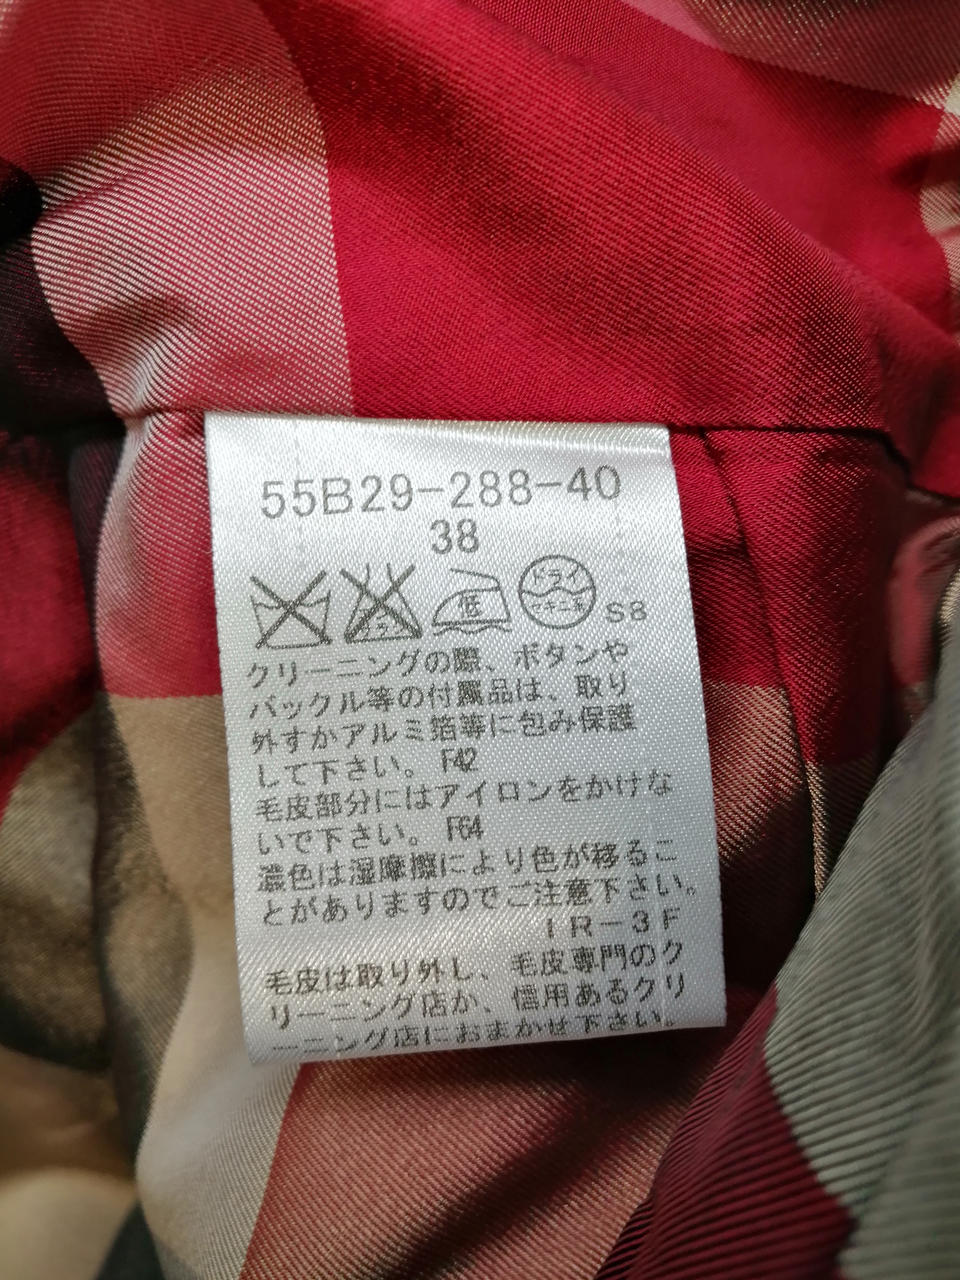 55B29-288-40
38
低
ドライ
セキユ系
S8
クリーニングの際、ボタンや
バックル等の付属品は、取り
外すかアルミ箔等に包み保護
して下さい。 F42
毛皮部分にはアイロンをかけな
いで下さい。 F64
濃色は湿摩擦により色が移るこ
とがありますのでご注意下さい。
IR-3F
毛皮は取り外し、毛皮専門のク
リーニング店か、信用あるクリ
ーニング店におまかせ下さい。